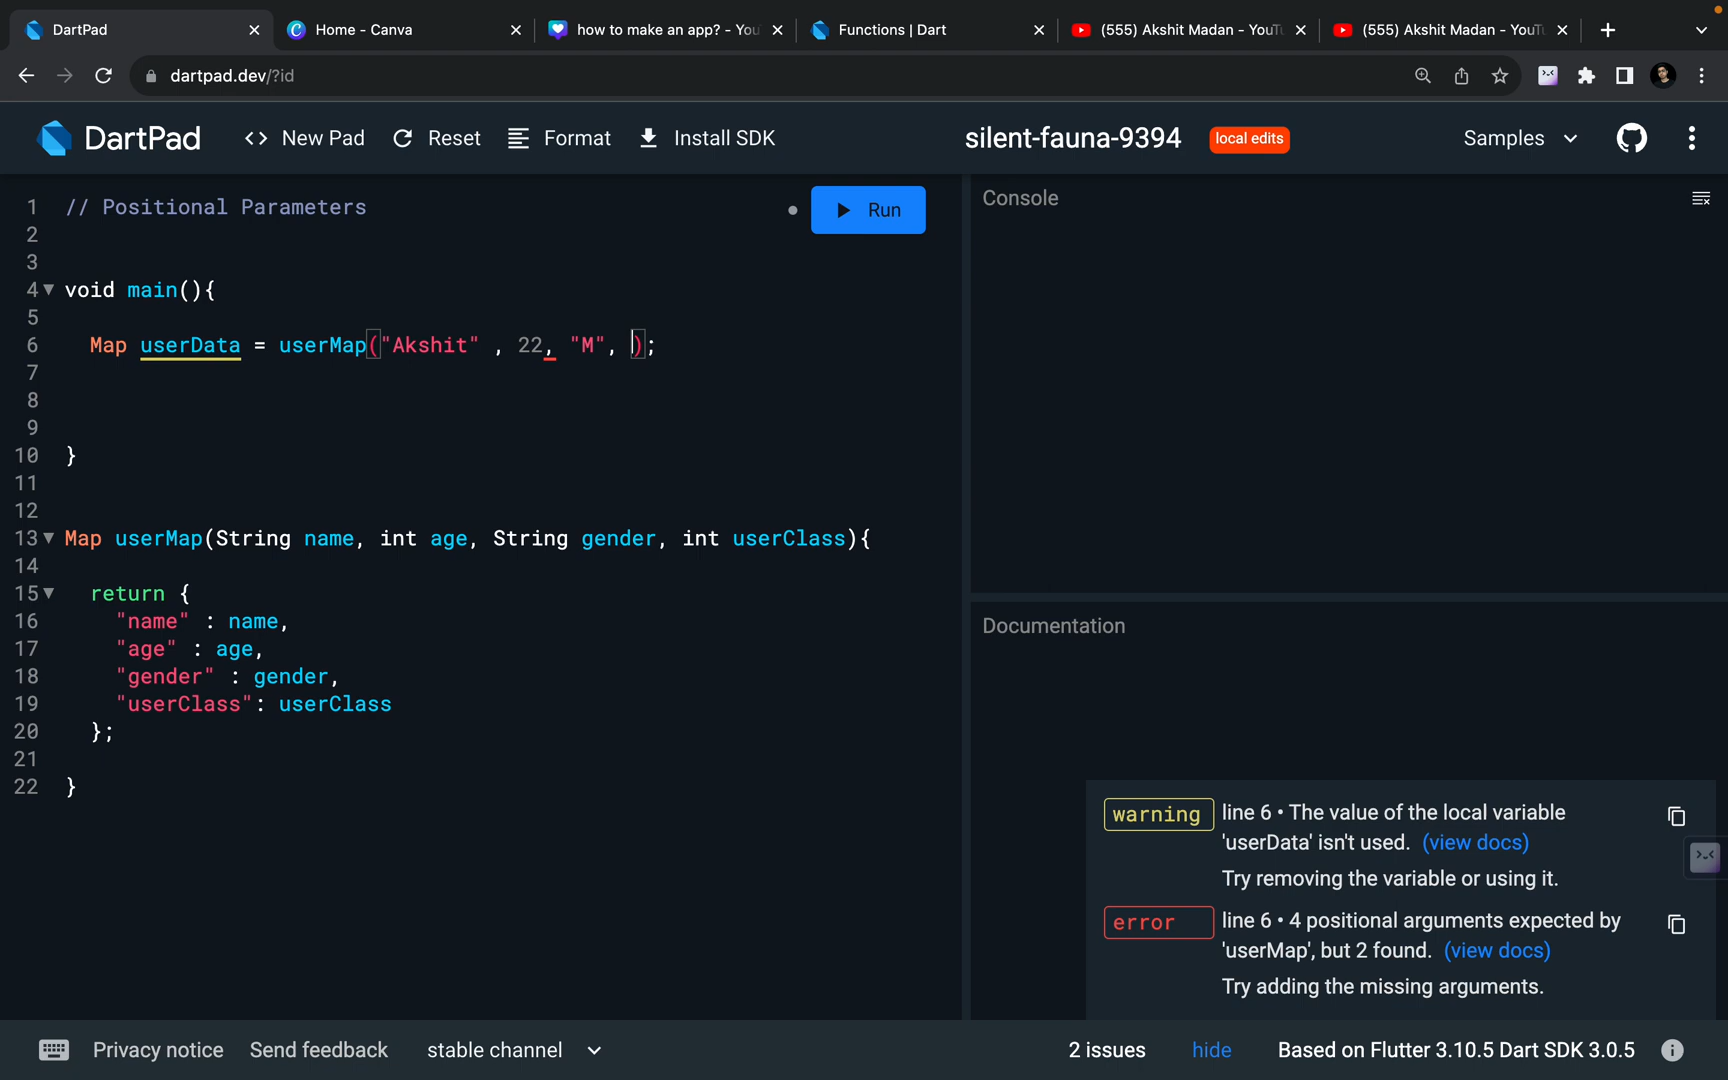 DartPad
Home - Canva
how to make an app? - You
Functions | Dart
(555) Akshit Madan - YouTu
(555) Akshit Madan - YouTu
dartpad.dev/?id
DartPad
<> New Pad
Reset
Format
Install SDK
silent-fauna-9394
local edits
Samples
1 // Positional Parameters
Run
2
3
4 void main(){
5
6 Map userData = userMap("Akshit" , 22, "M", );
7
8
9
10 }
11
12
13 Map userMap(String name, int age, String gender, int userClass){
14
15 return {
16 "name" : name,
17 "age" : age,
18 "gender" : gender,
19 "userClass": userClass
20 };
21
22 }
Console
Documentation
warning line 6 • The value of the local variable
'userData' isn't used. (view docs)
Try removing the variable or using it.
error line 6 • 4 positional arguments expected by
'userMap', but 2 found. (view docs)
Try adding the missing arguments.
Privacy notice
Send feedback
stable channel
2 issues
hide
Based on Flutter 3.10.5 Dart SDK 3.0.5